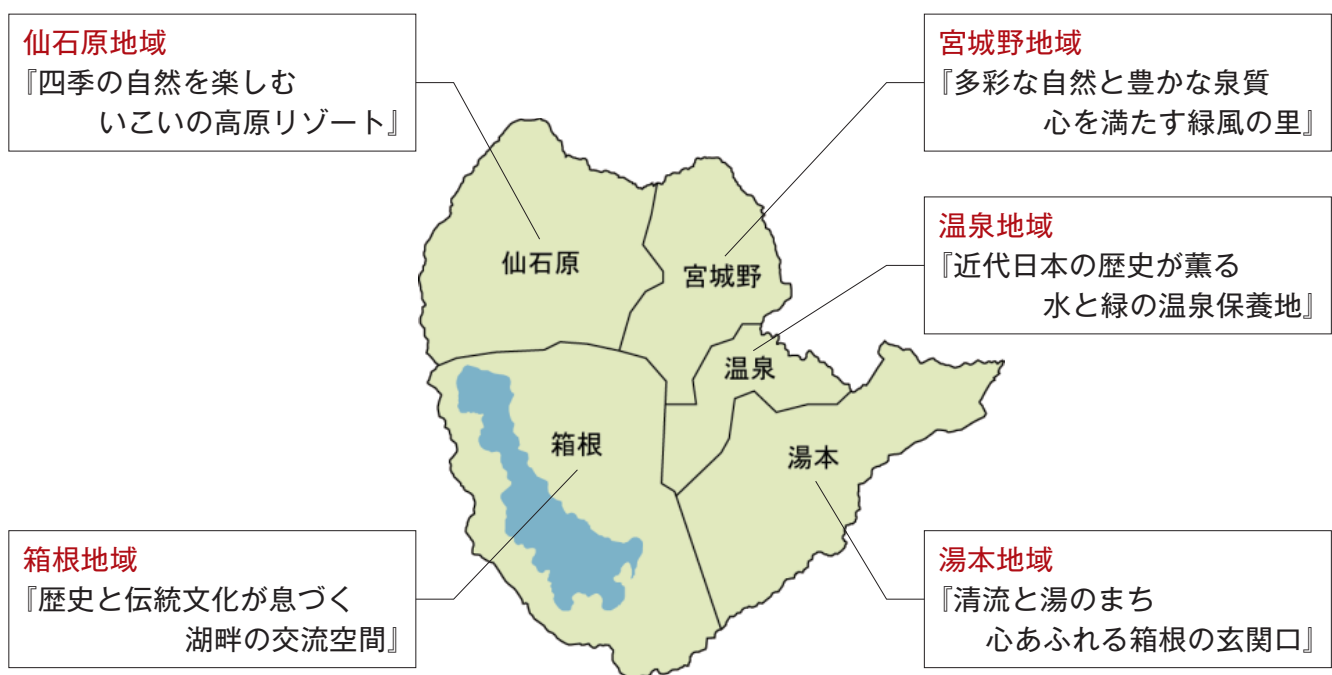 仙石原地域
『四季の自然を楽しむ
いこいの高原リゾート』
宮城野地域
『多彩な自然と豊かな泉質
心を満たす緑風の里』
温泉地域
『近代日本の歴史が薫る
水と緑の温泉保養地』
仙石原
宮城野
温泉
箱根
湯本
箱根地域
『歴史と伝統文化が息づく
湖畔の交流空間』
湯本地域
『清流と湯のまち
心あふれる箱根の玄関口』